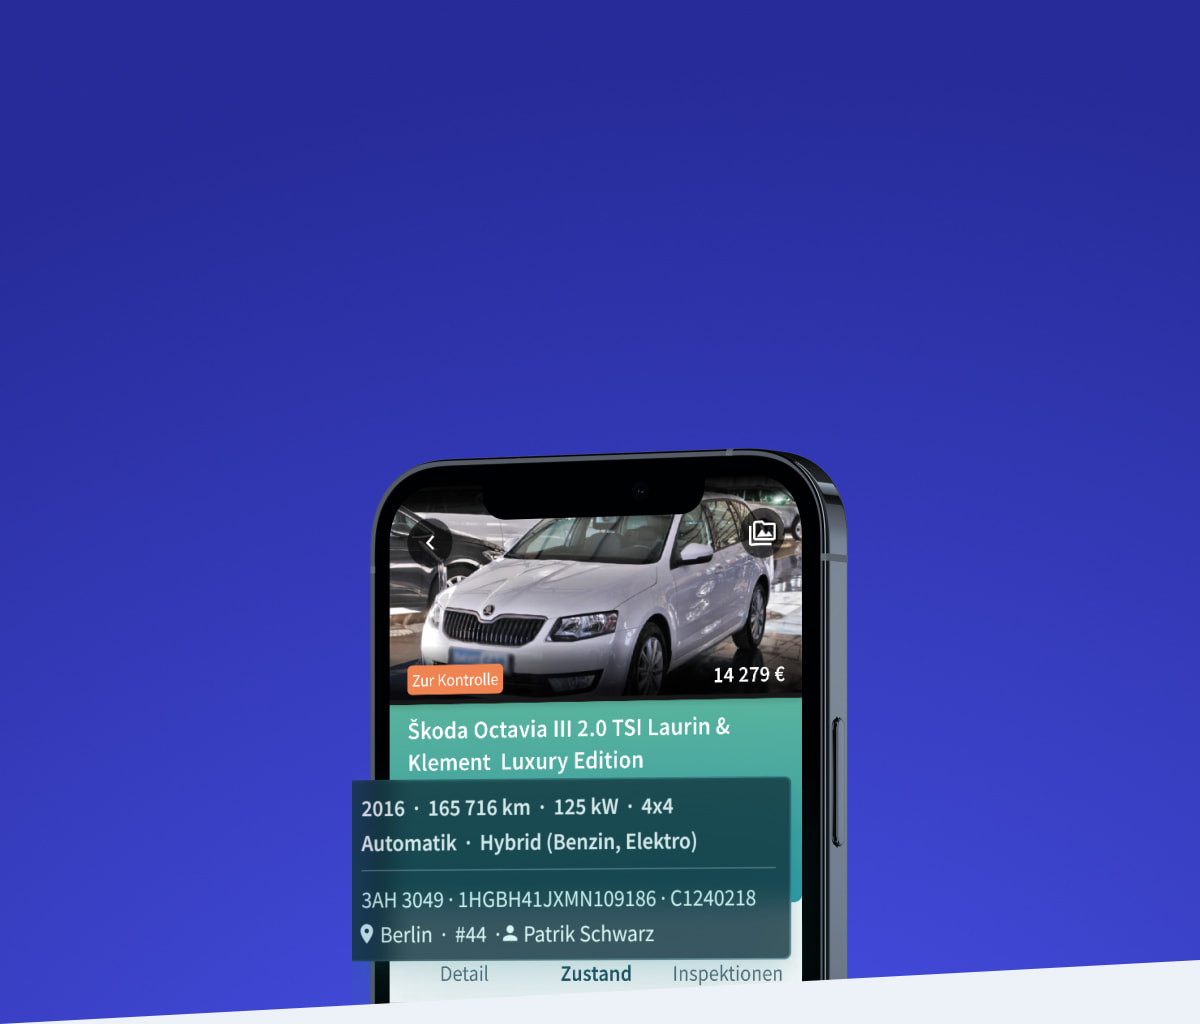 Zur Kontrolle
14 279 €
Škoda Octavia III 2.0 TSI Laurin &
Klement Luxury Edition
2016 · 165 716 km · 125 kW · 4x4
Automatik · Hybrid (Benzin, Elektro)
3AH 3049 · 1HGBH41JXMN109186 · C1240218
Berlin · #44 · Patrik Schwarz
Detail Zustand Inspektionen